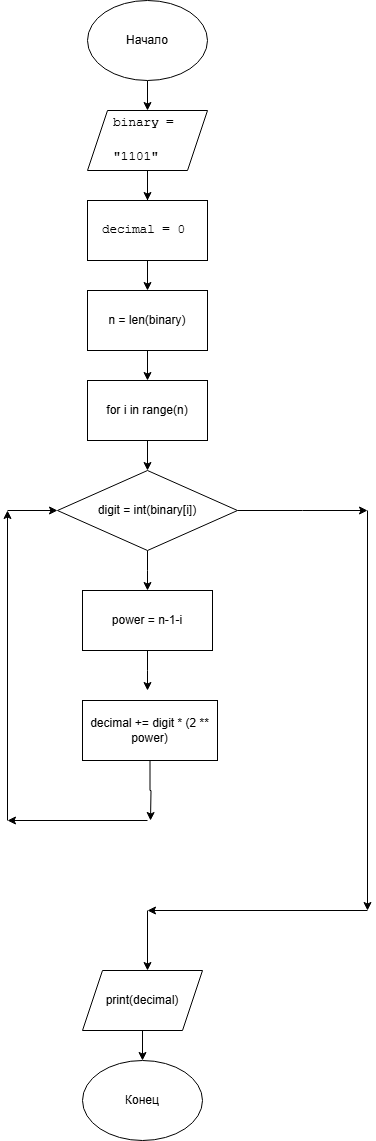 Начало
binary =
"1101"
decimal = 0
n = len(binary)
for i in range(n)
digit = int(binary[i])
power = n-1-i
decimal += digit * (2 **
power)
print(decimal)
Конец